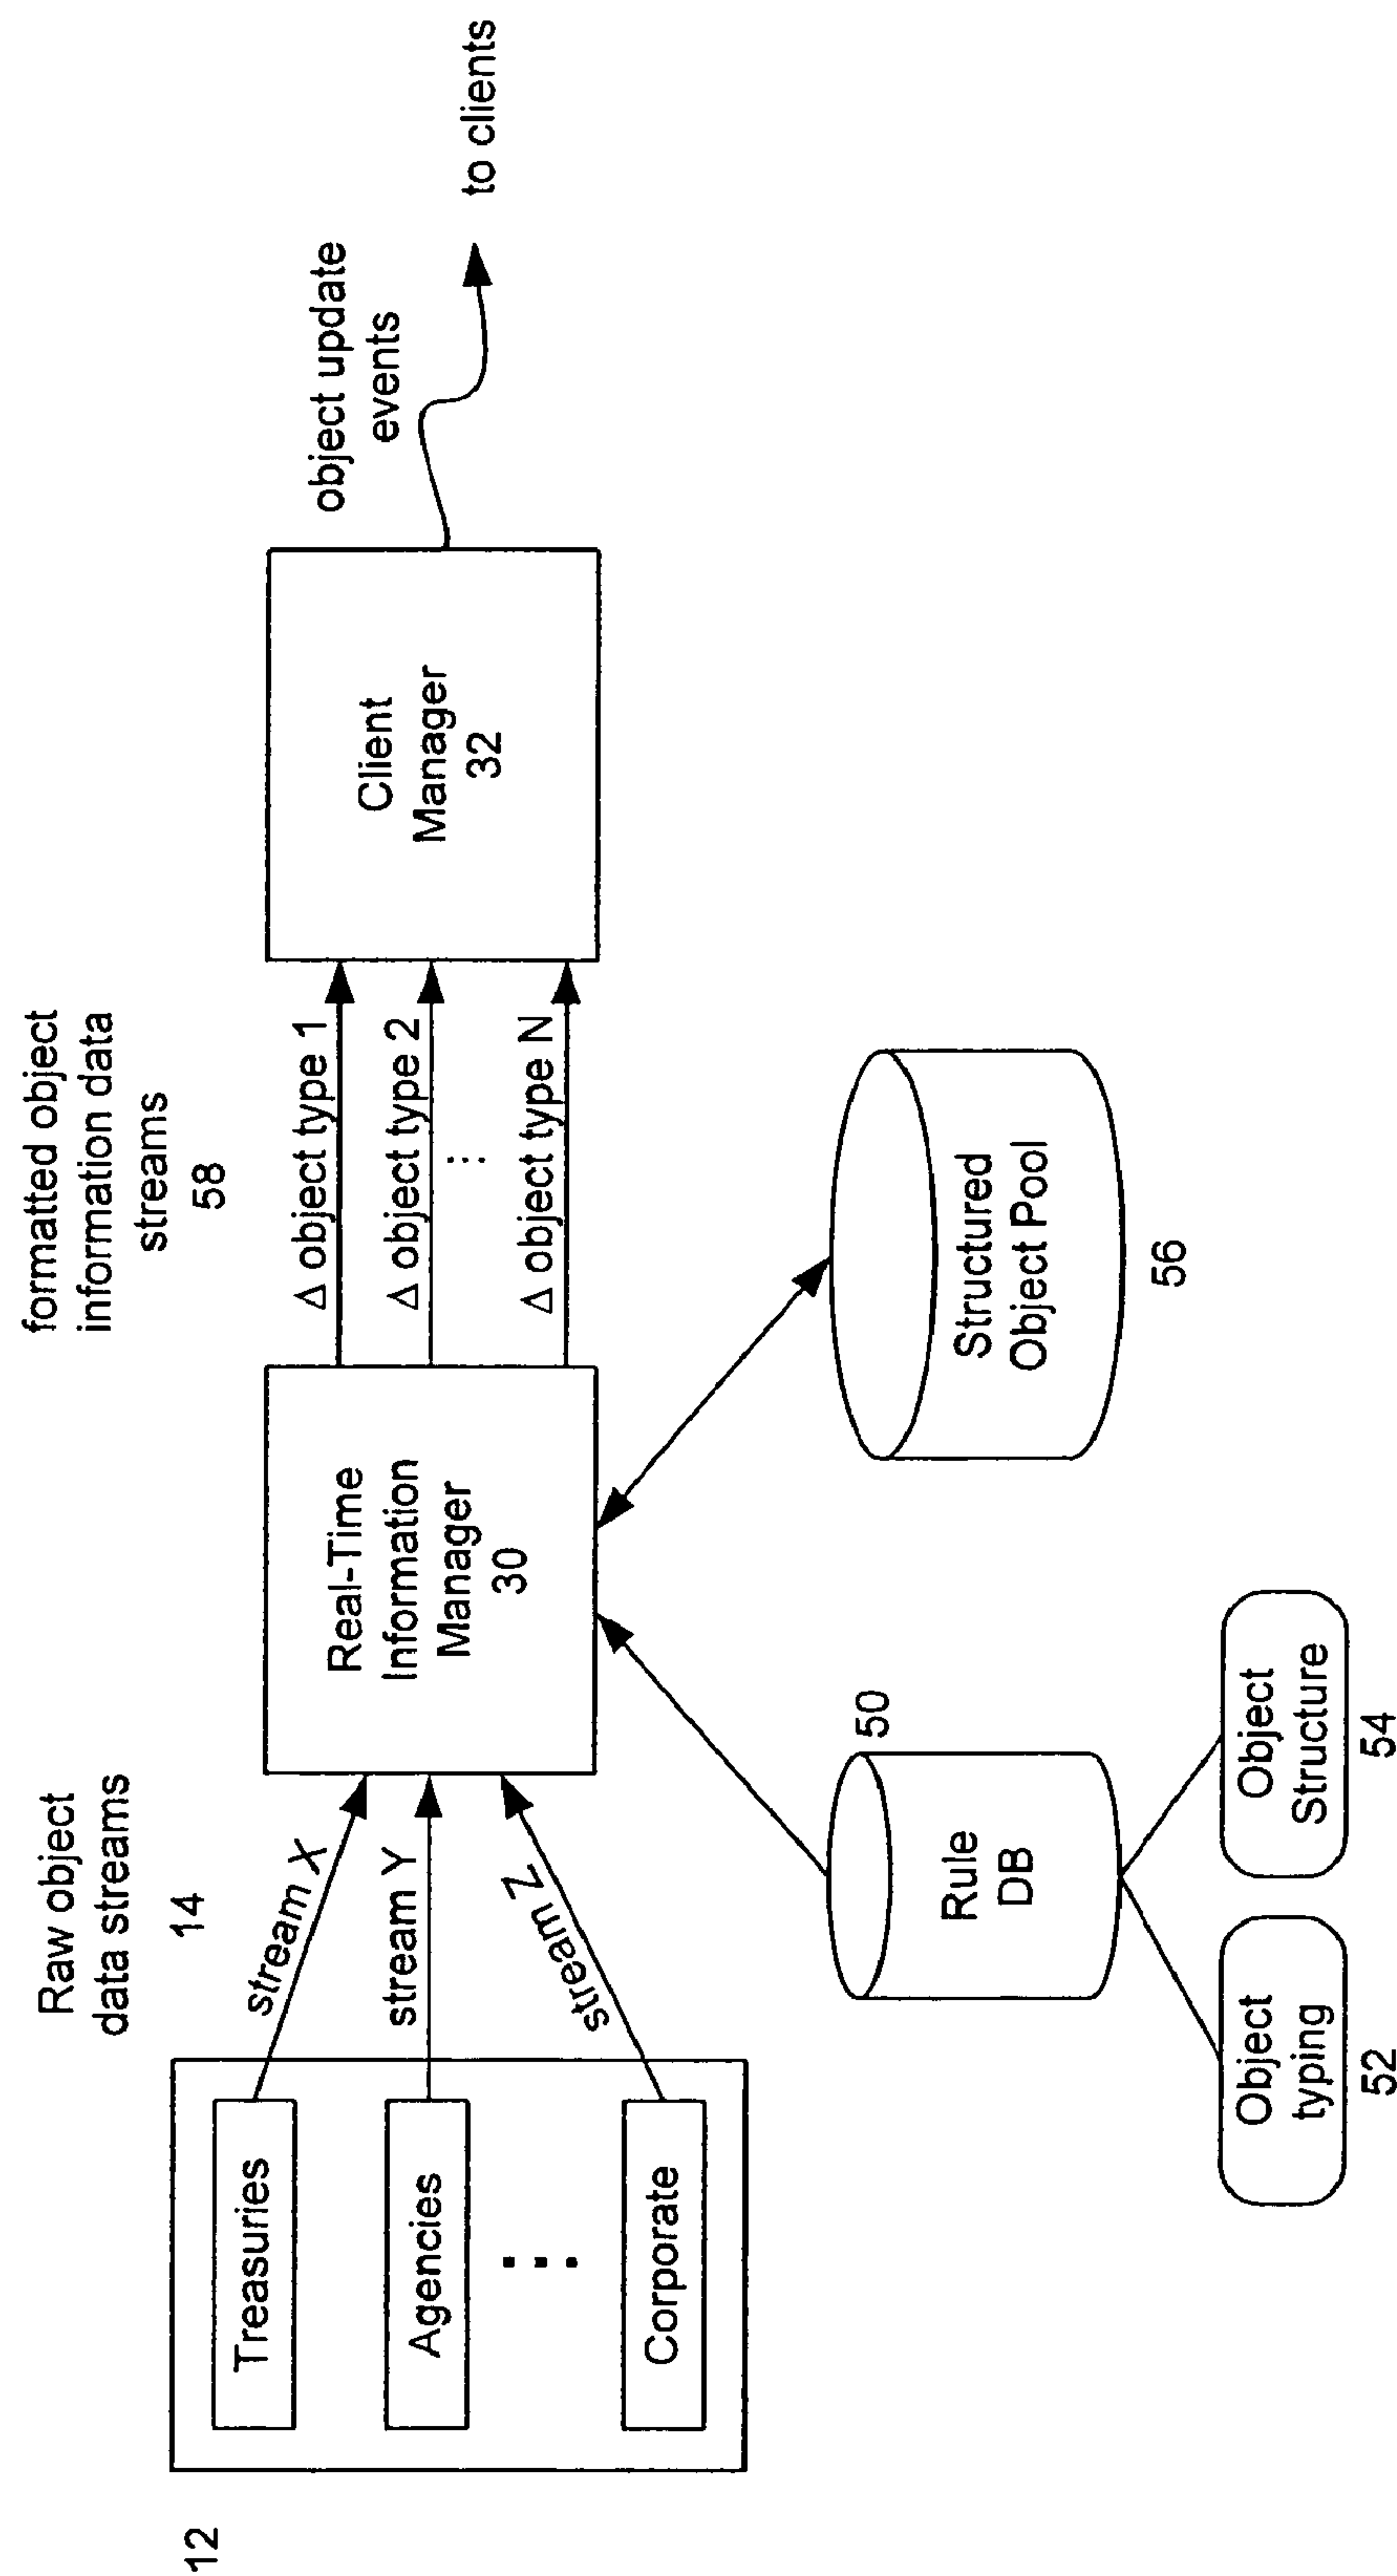 Raw object
data streams
14
formatted object
information data
streams
58
12
Treasuries
Agencies
⋮
Corporate
stream X
stream Y
stream Z
Real-Time
Information
Manager
30
Δ object type 1
Δ object type 2
⋮
Δ object type N
Client
Manager
32
object update
events
to clients
50
Rule
DB
Object
typing
52
Object
Structure
54
Structured
Object Pool
56